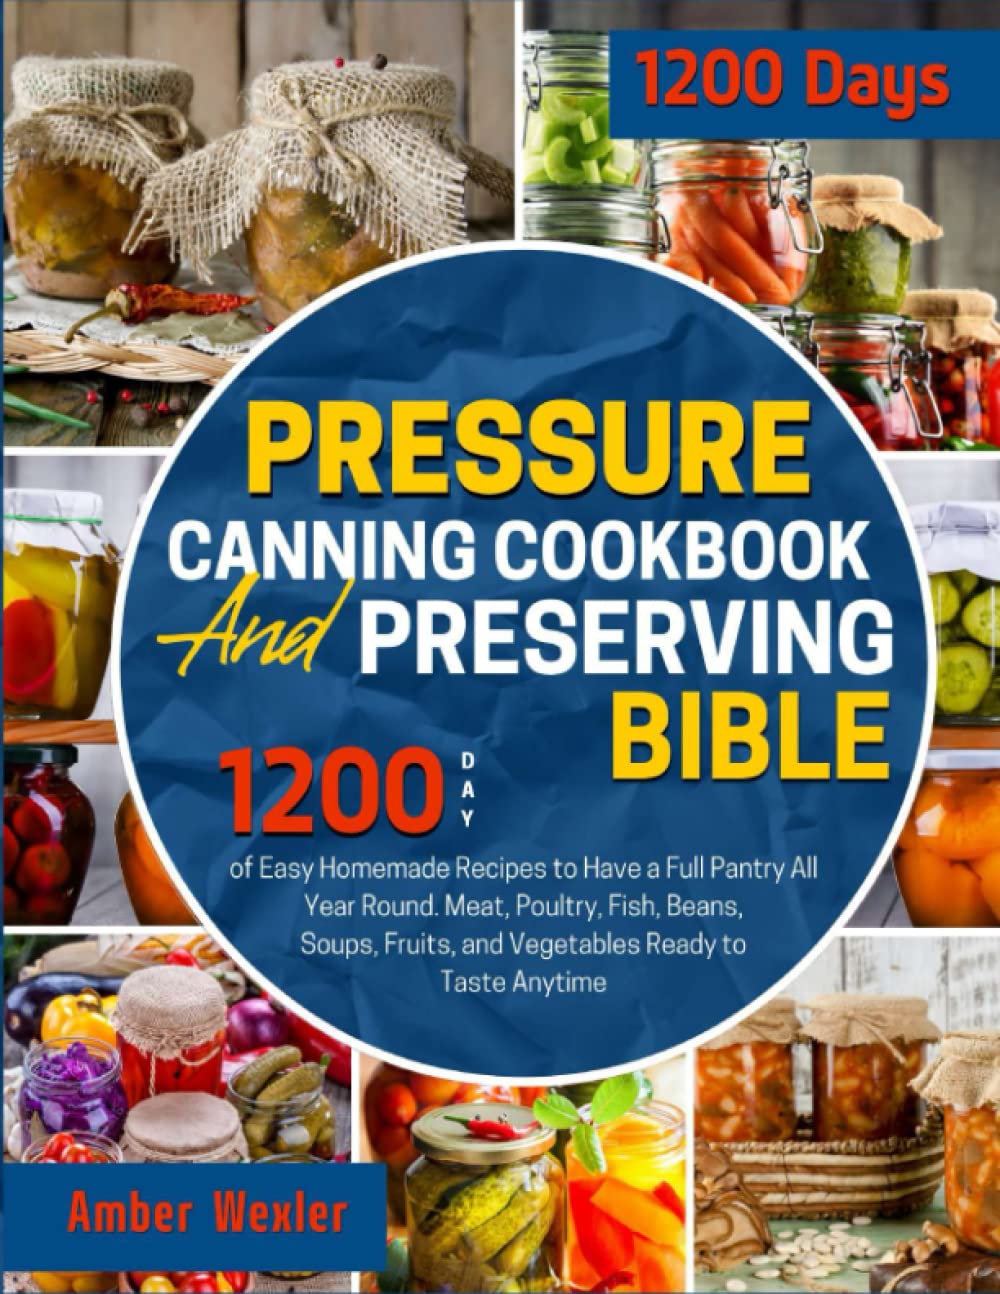 1200 Days
PRESSURE
CANNING COOKBOOK
And PRESERVING
BIBLE
1200 DAY
of Easy Homemade Recipes to Have a Full Pantry All
Year Round. Meat, Poultry, Fish, Beans,
Soups, Fruits, and Vegetables Ready to
Taste Anytime
Amber Wexler